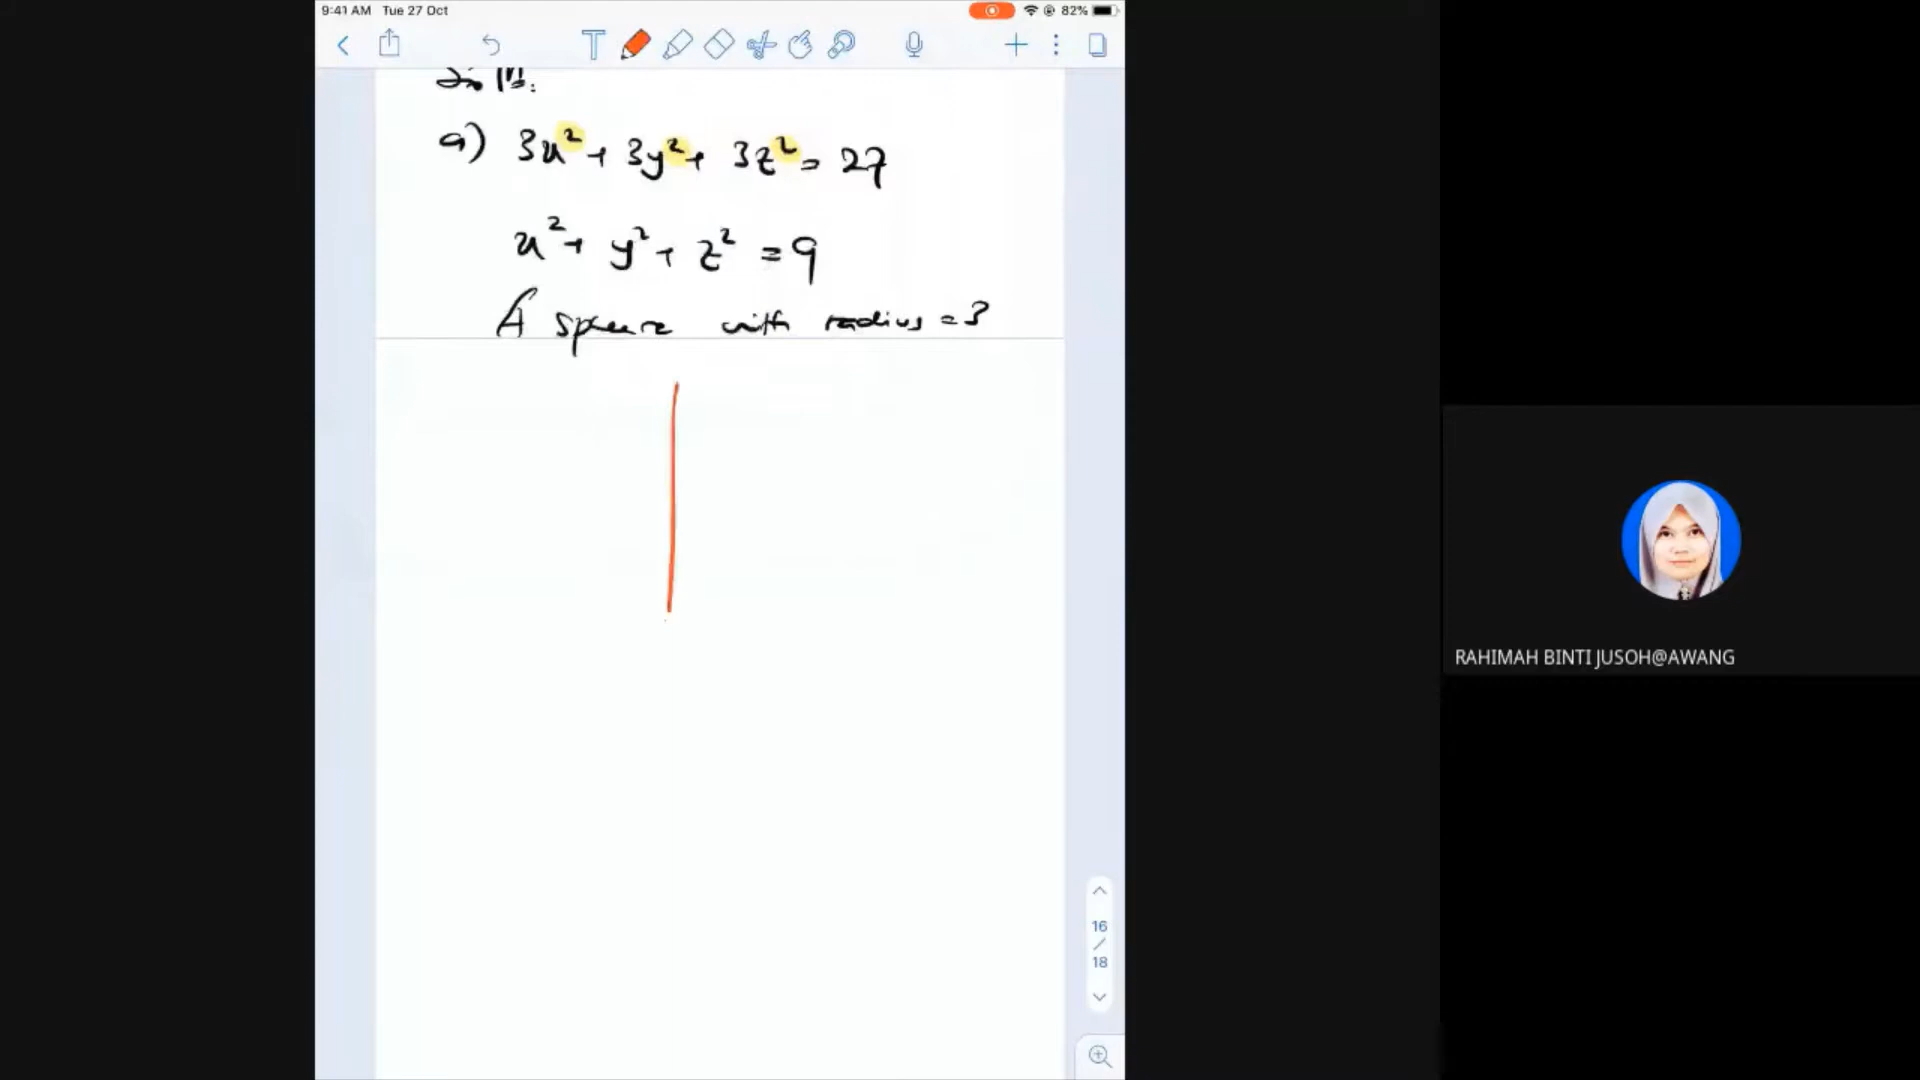 9:41 AM Tue 27 Oct 82%
T
a) 3x² + 3y² + 3z² = 27
x² + y² + z² = 9
A sphere with radius = 3
16
/
18
RAHIMAH BINTI JUSOH@AWANG